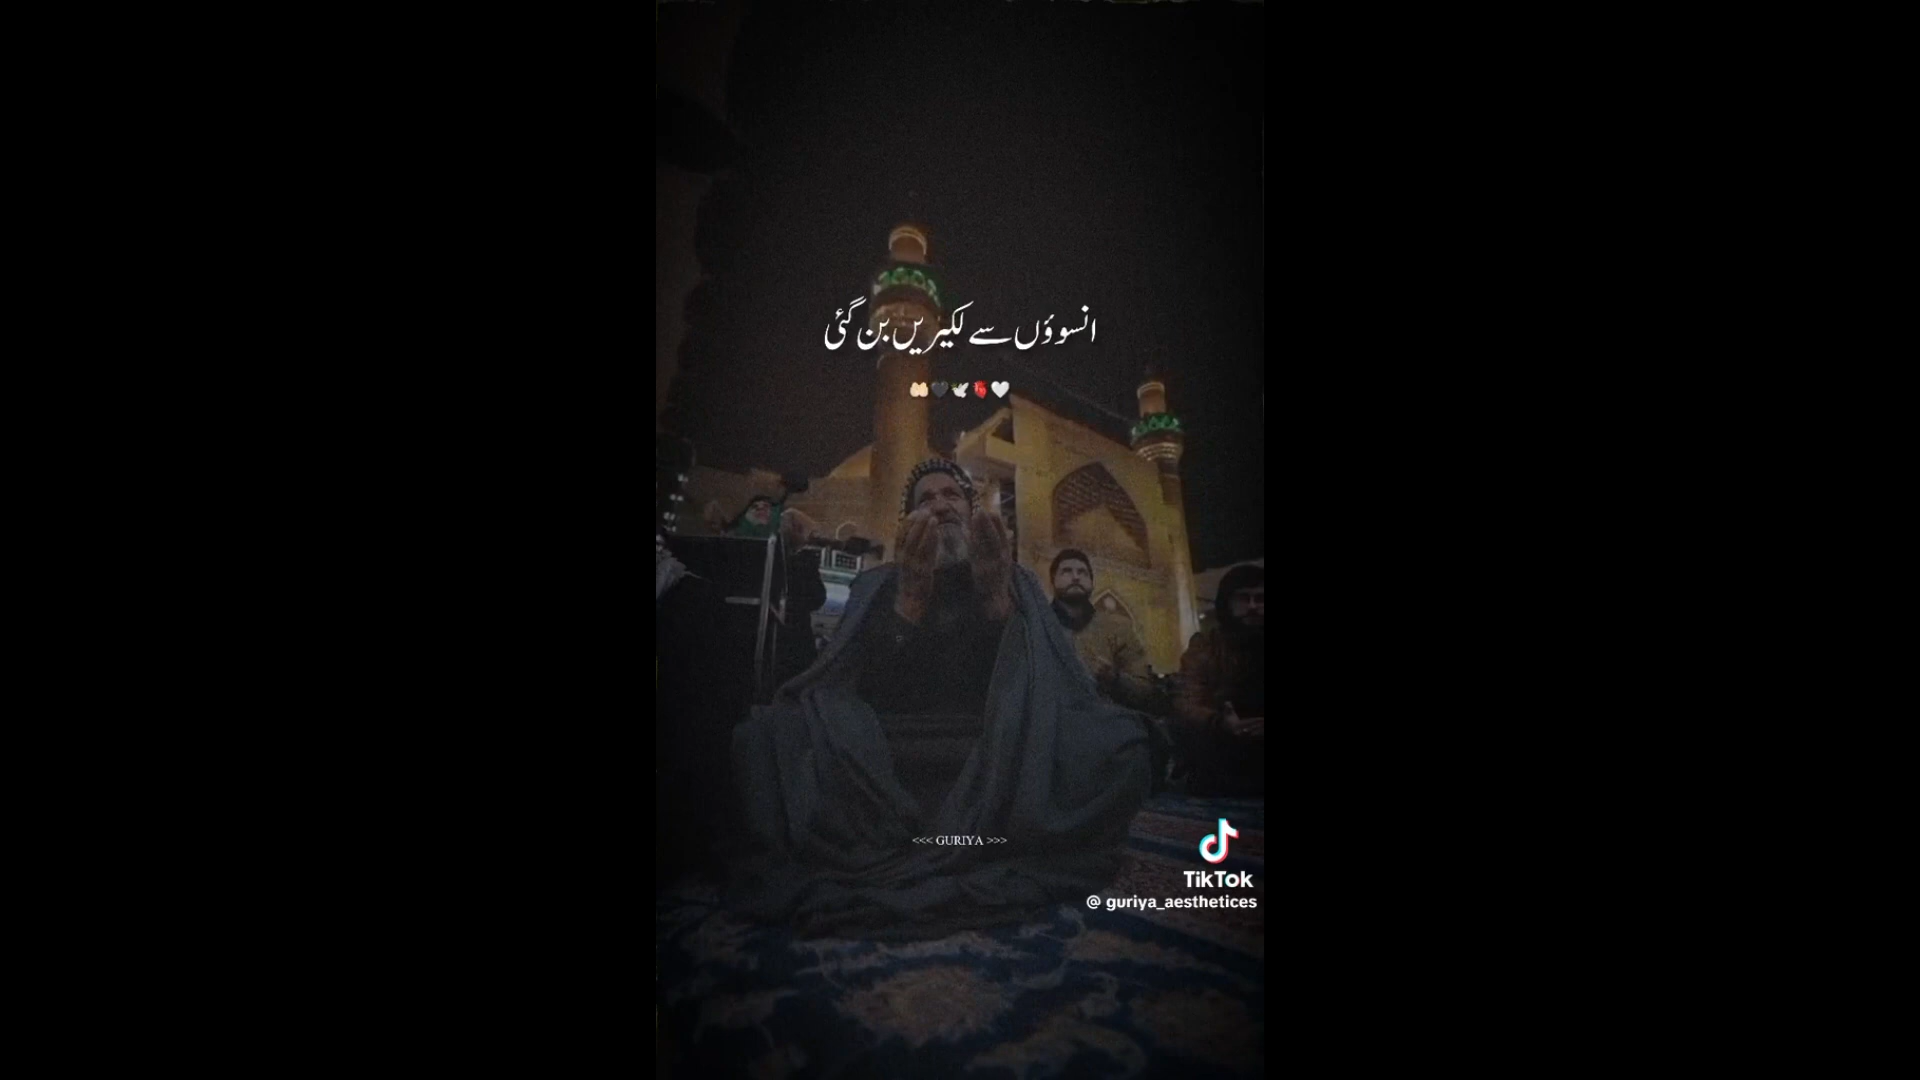 انسوؤں سے لکیریں بن گئی
🤲🏻🖤🕊️🫀🤍
<<< GURIYA >>>
TikTok
@ guriya_aesthetices